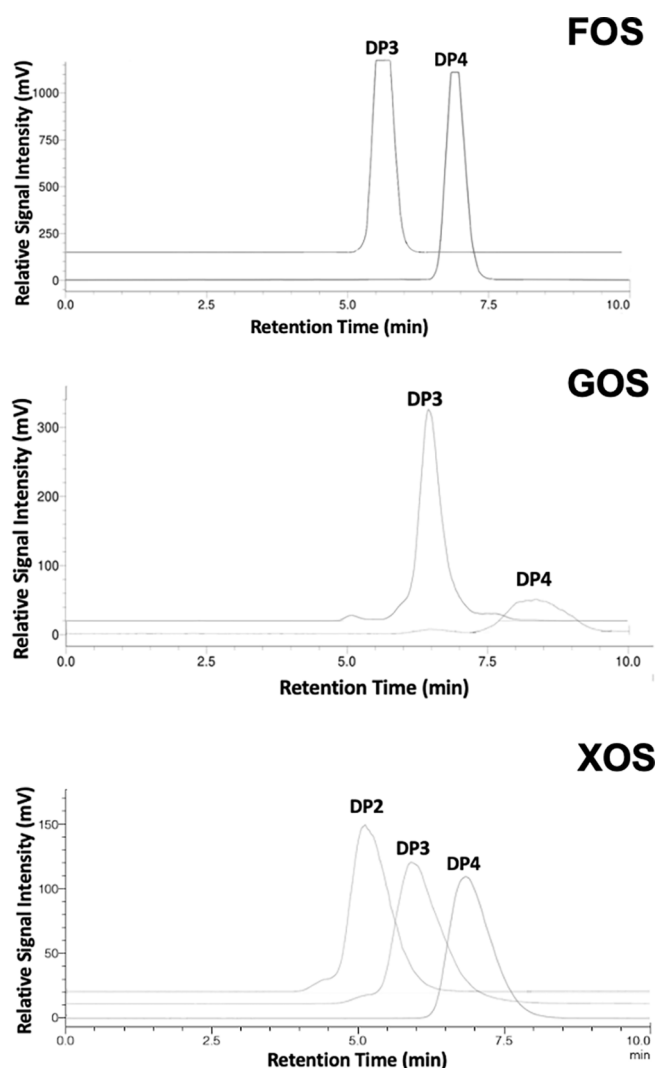 FOS
DP3
DP4
Relative Signal Intensity (mV)
1000
750
500
250
0
0.0 2.5 5.0 7.5 10.0
Retention Time (min)
GOS
DP3
DP4
Relative Signal Intensity (mV)
300
200
100
0
0.0 2.5 5.0 7.5 10.0
Retention Time (min)
XOS
DP2
DP3
DP4
Relative Signal Intensity (mV)
150
100
50
0
0.0 2.5 5.0 7.5 10.0
min
Retention Time (min)